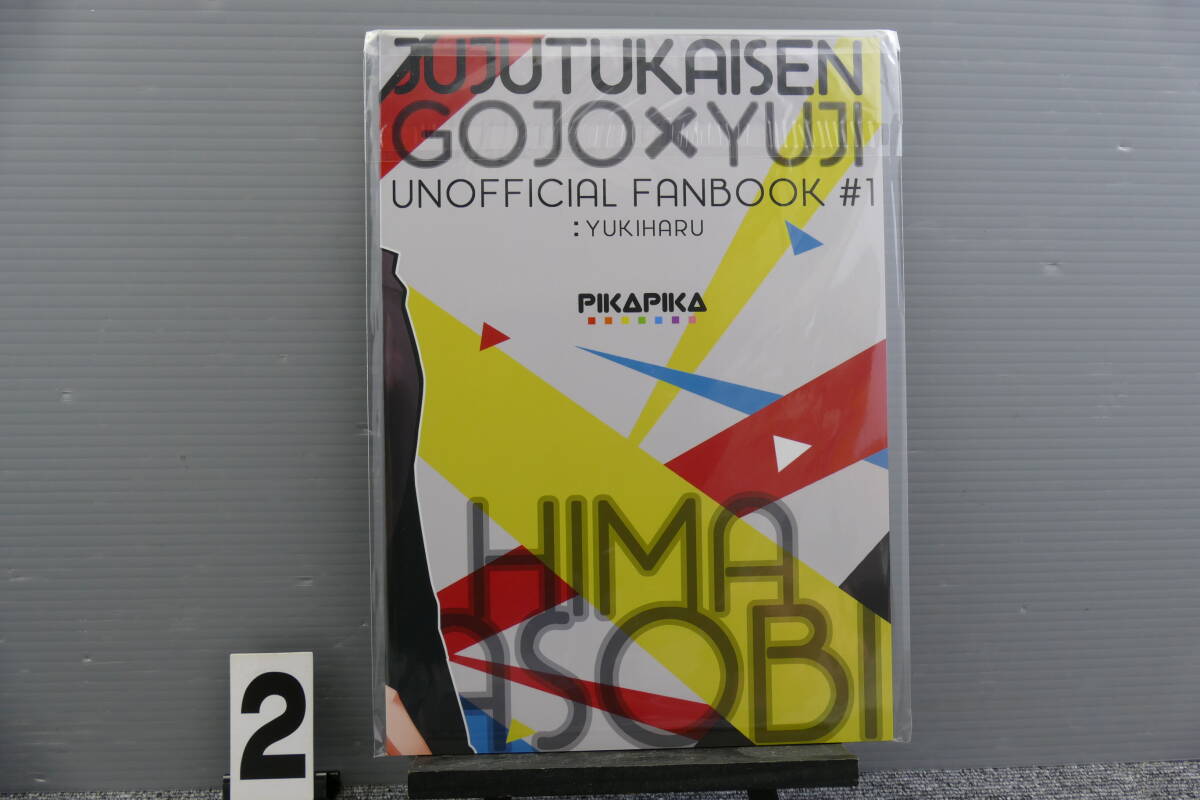 JUJUTUKAISEN
GOJO×YUJI
UNOFFICIAL FANBOOK #1
:YUKIHARU
PIKAPIKA
HIMA
ASOBI
2